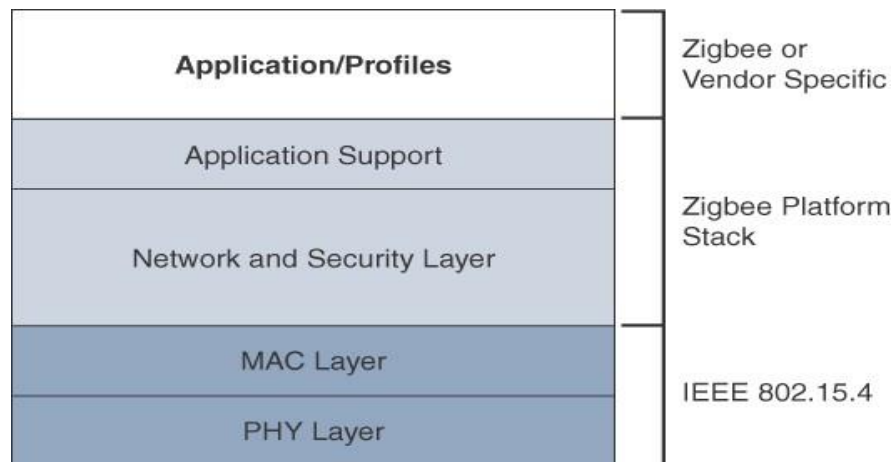 Application/Profiles
Zigbee or
Vendor Specific
Application Support
Network and Security Layer
Zigbee Platform
Stack
MAC Layer
PHY Layer
IEEE 802.15.4